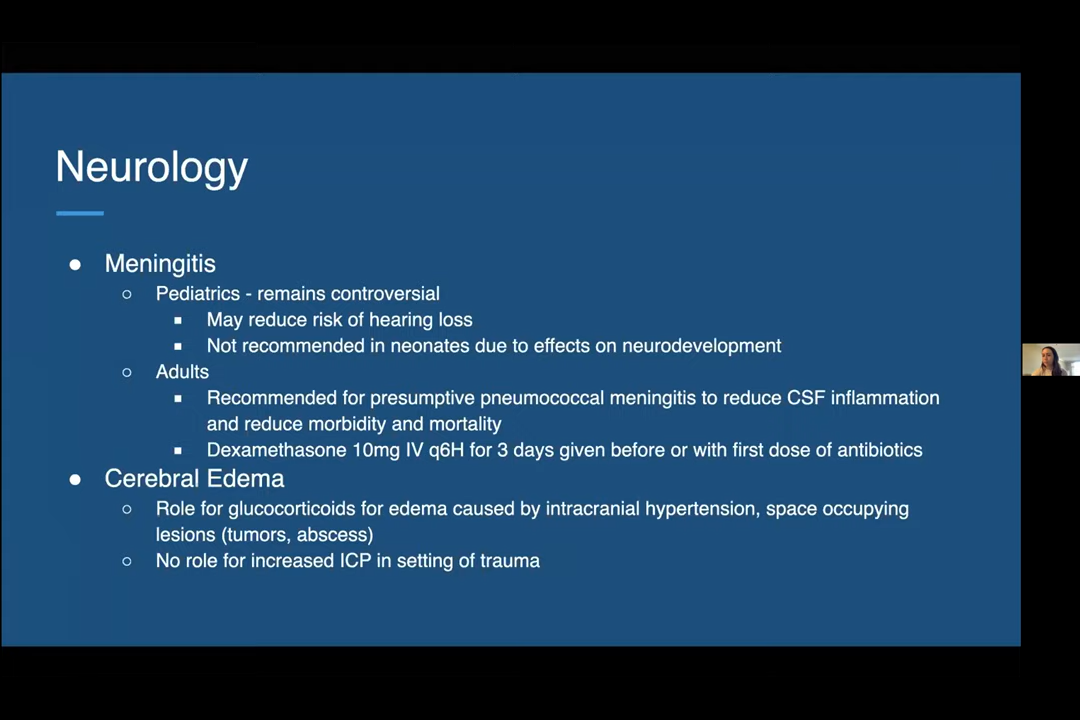 Neurology
● Meningitis
○ Pediatrics - remains controversial
■ May reduce risk of hearing loss
■ Not recommended in neonates due to effects on neurodevelopment
○ Adults
■ Recommended for presumptive pneumococcal meningitis to reduce CSF inflammation
and reduce morbidity and mortality
■ Dexamethasone 10mg IV q6H for 3 days given before or with first dose of antibiotics
● Cerebral Edema
○ Role for glucocorticoids for edema caused by intracranial hypertension, space occupying
lesions (tumors, abscess)
○ No role for increased ICP in setting of trauma